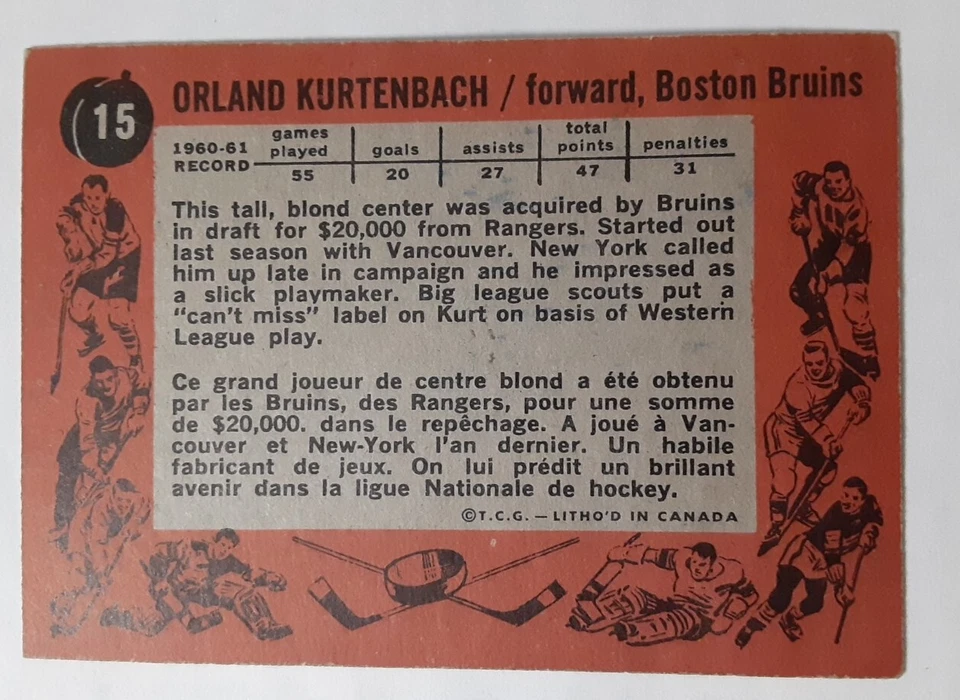 15
ORLAND KURTENBACH / forward, Boston Bruins
1960-61 RECORD games played goals assists total points penalties
55 20 27 47 31
This tall, blond center was acquired by Bruins
in draft for $20,000 from Rangers. Started out
last season with Vancouver. New York called
him up late in campaign and he impressed as
a slick playmaker. Big league scouts put a
"can't miss" label on Kurt on basis of Western
League play.
Ce grand joueur de centre blond a été obtenu
par les Bruins, des Rangers, pour une somme
de $20,000. dans le repêchage. A joué à Van-
couver et New-York l'an dernier. Un habile
fabricant de jeux. On lui prédit un brillant
avenir dans la ligue Nationale de hockey.
©T.C.G. — LITHO'D IN CANADA